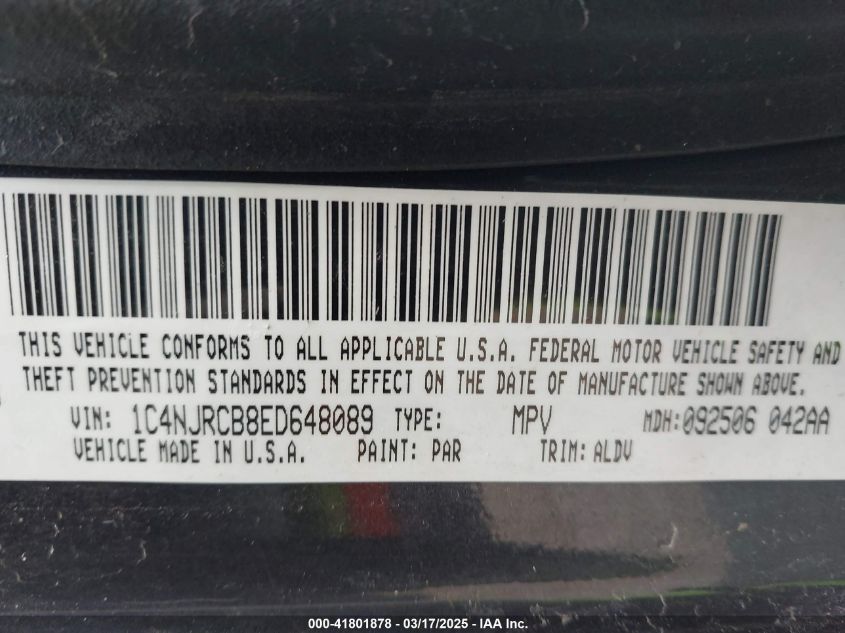 THIS VEHICLE CONFORMS TO ALL APPLICABLE U.S.A. FEDERAL MOTOR VEHICLE SAFETY AND
THEFT PREVENTION STANDARDS IN EFFECT ON THE DATE OF MANUFACTURE SHOWN ABOVE.
VIN: 1C4NJRCB8ED648089 TYPE: MPV MDH:092506 042AA
VEHICLE MADE IN U.S.A. PAINT: PAR TRIM: ALDV
000-41801878 - 03/17/2025 - IAA Inc.